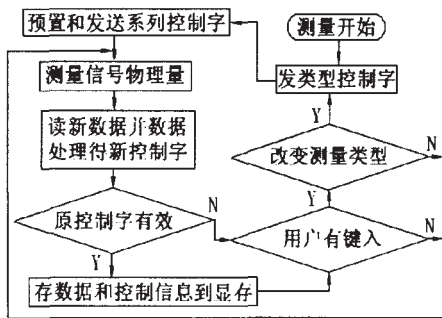 预置和发送系列控制字
测量开始
测量信号物理量
发类型控制字
读新数据并数据
处理得新控制字
Y
改变测量类型
N
原控制字有效
N
Y
用户有键入
N
Y
存数据和控制信息到显存